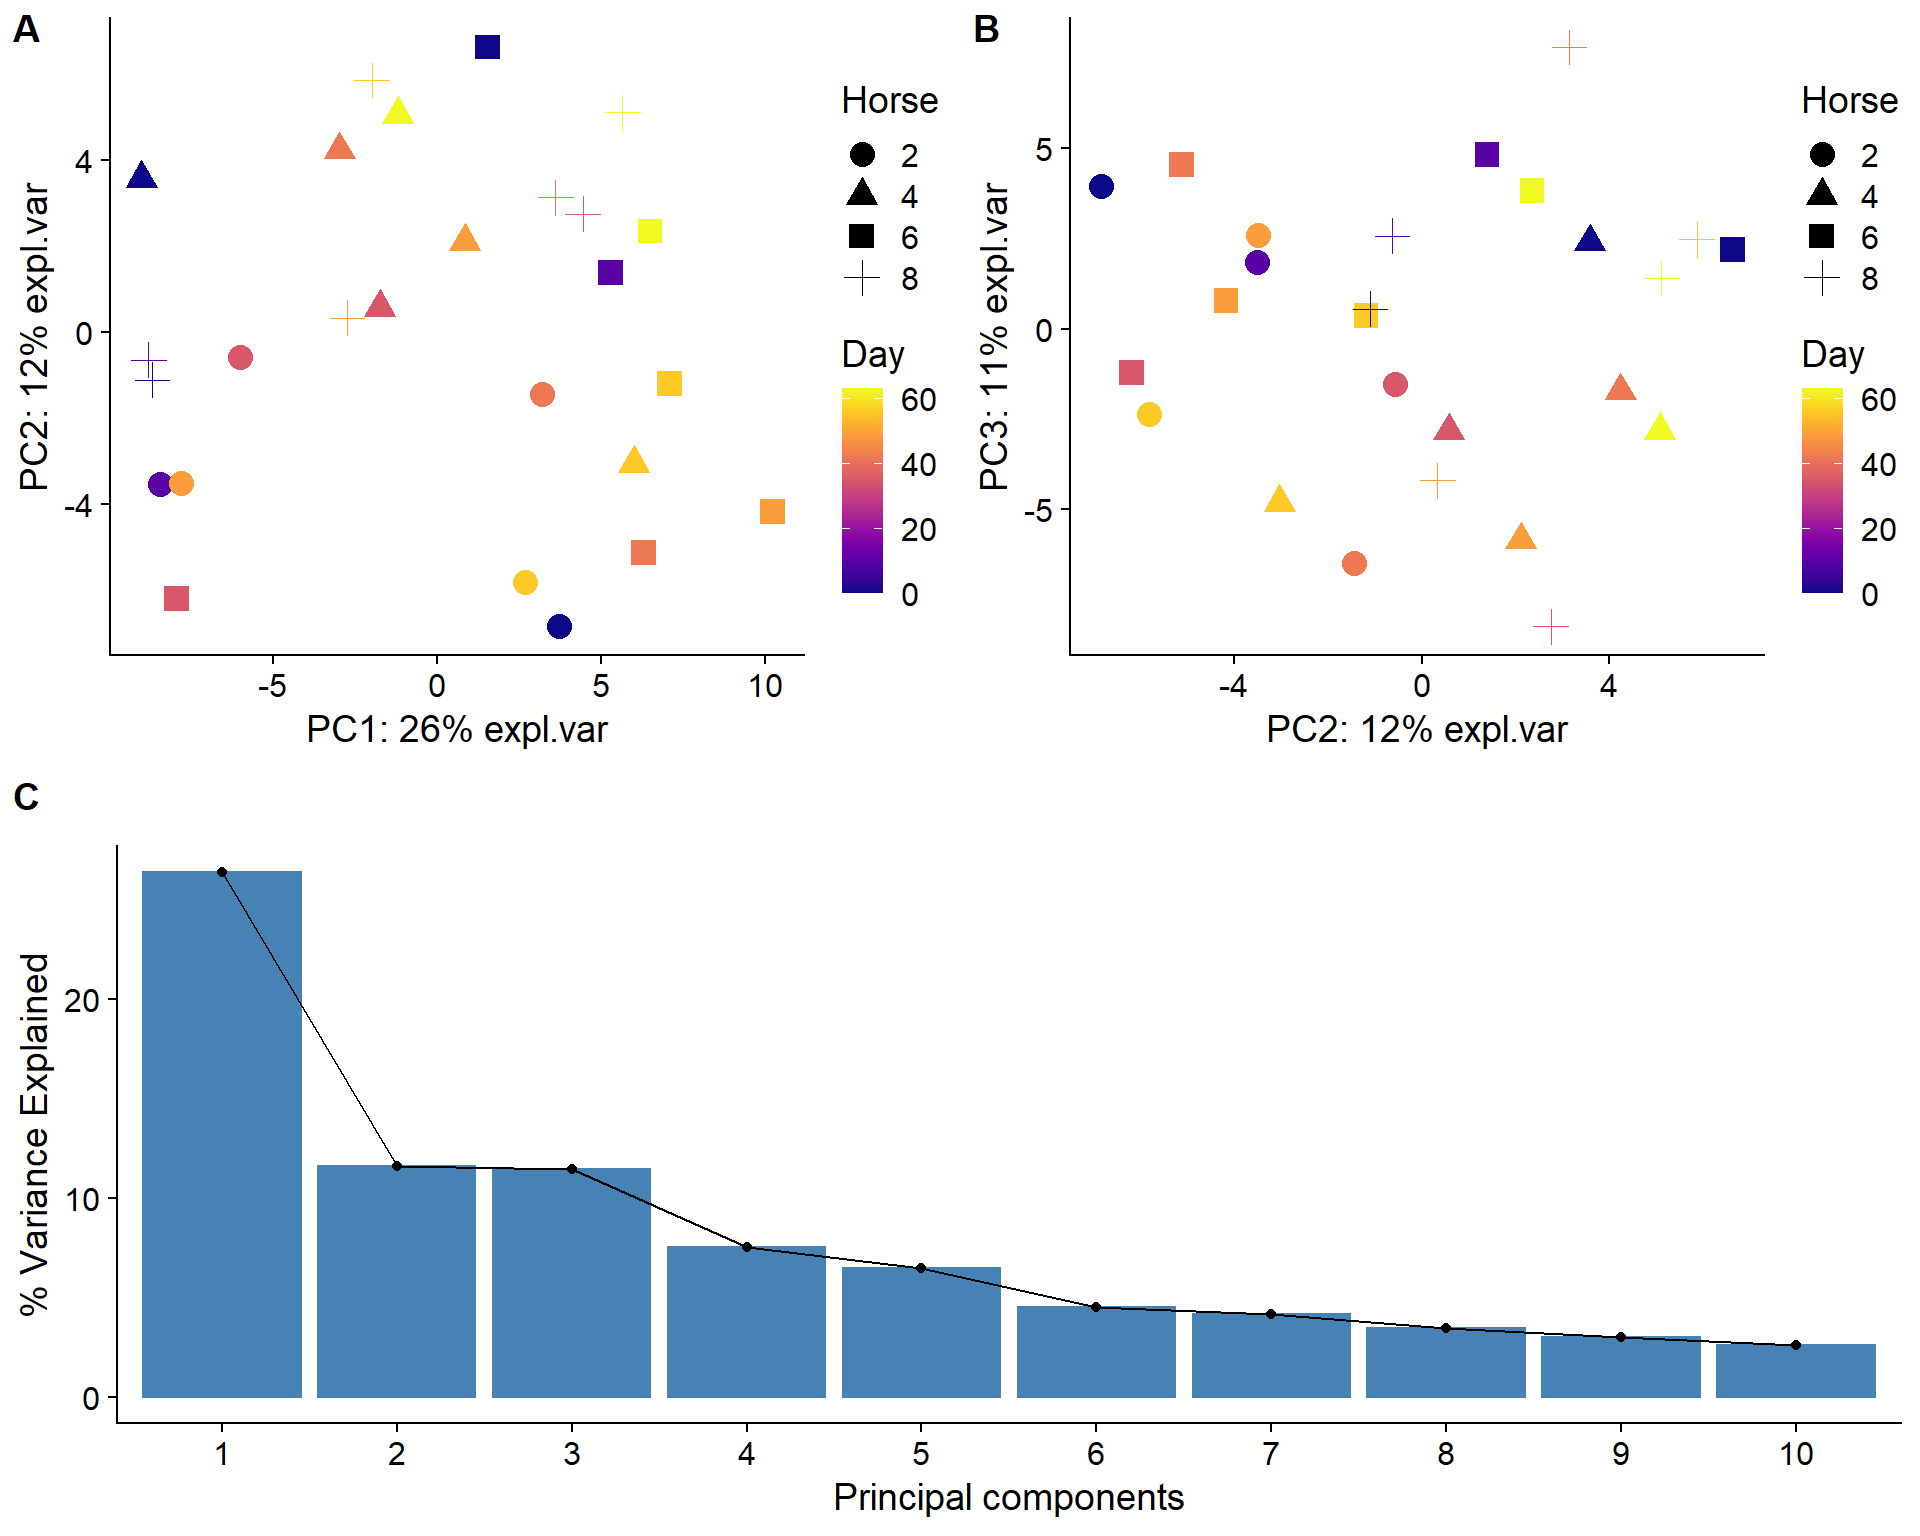 A
PC2: 12% expl.var
4
0
-4
-5
0
5
10
PC1: 26% expl.var
Horse
2
4
6
8
Day
60
40
20
0
B
PC3: 11% expl.var
5
0
-5
-4
0
4
PC2: 12% expl.var
Horse
2
4
6
8
Day
60
40
20
0
C
% Variance Explained
20
10
0
1 2 3 4 5 6 7 8 9 10
Principal components